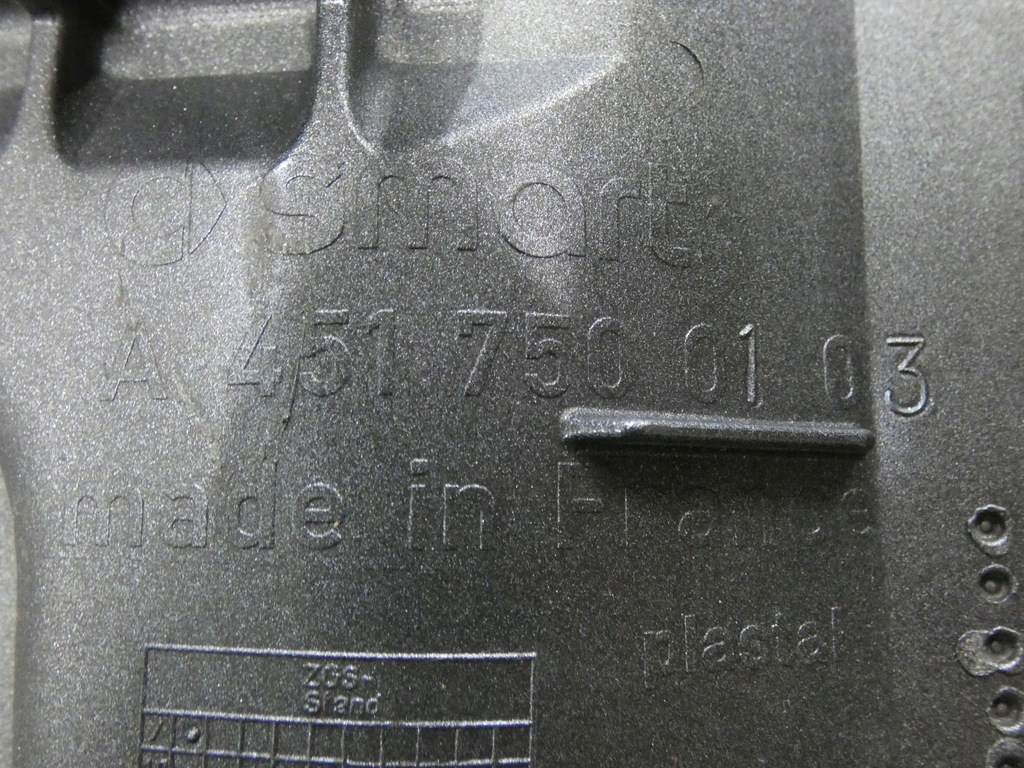 smart
A 451 750 01 03
made in France
plastal
ZGS-
Stand